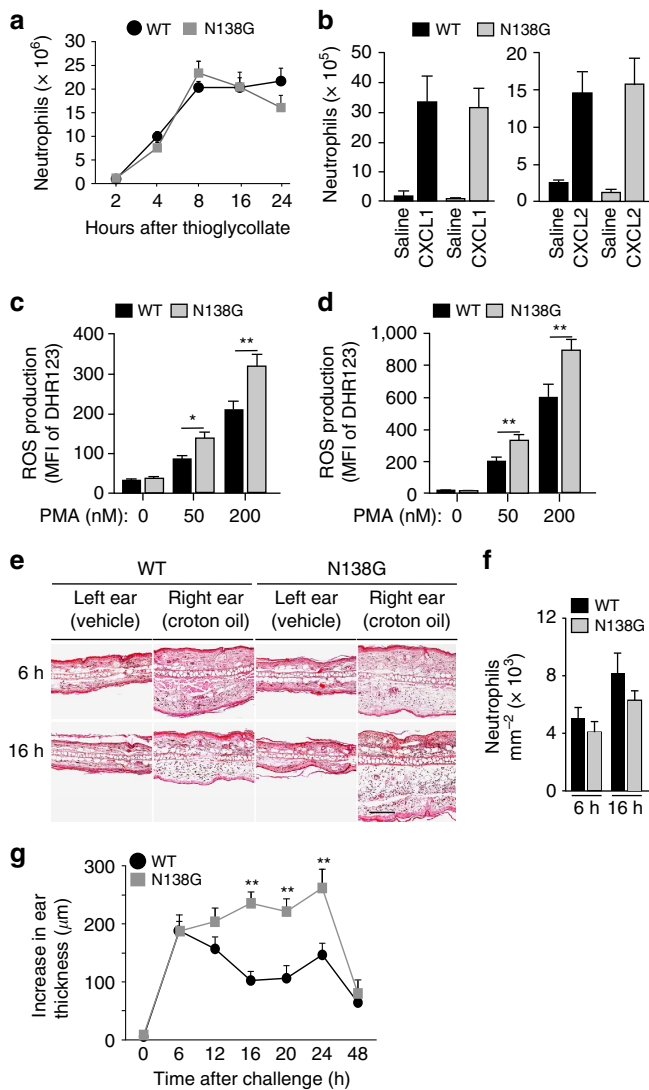 a
WT N138G
Neutrophils (× 10⁶)
30
25
20
15
10
5
0
2 4 8 16 24
Hours after thioglycollate
b
WT N138G
Neutrophils (× 10⁵)
50
40
30
20
10
0
Saline
CXCL1
Saline
CXCL1
20
15
10
5
0
Saline
CXCL2
Saline
CXCL2
c
WT N138G
ROS production
(MFI of DHR123)
400
300
200
100
0
*
**
PMA (nM): 0 50 200
d
WT N138G
ROS production
(MFI of DHR123)
1,000
800
600
400
200
0
**
**
PMA (nM): 0 50 200
e
WT N138G
Left ear
(vehicle)
Right ear
(croton oil)
Left ear
(vehicle)
Right ear
(croton oil)
6 h
16 h
f
WT
N138G
Neutrophils
mm⁻² (× 10³)
12
8
4
0
6 h 16 h
g
WT
N138G
Increase in ear
thickness (μm)
300
200
100
0
** ** **
0 6 12 16 20 24 48
Time after challenge (h)